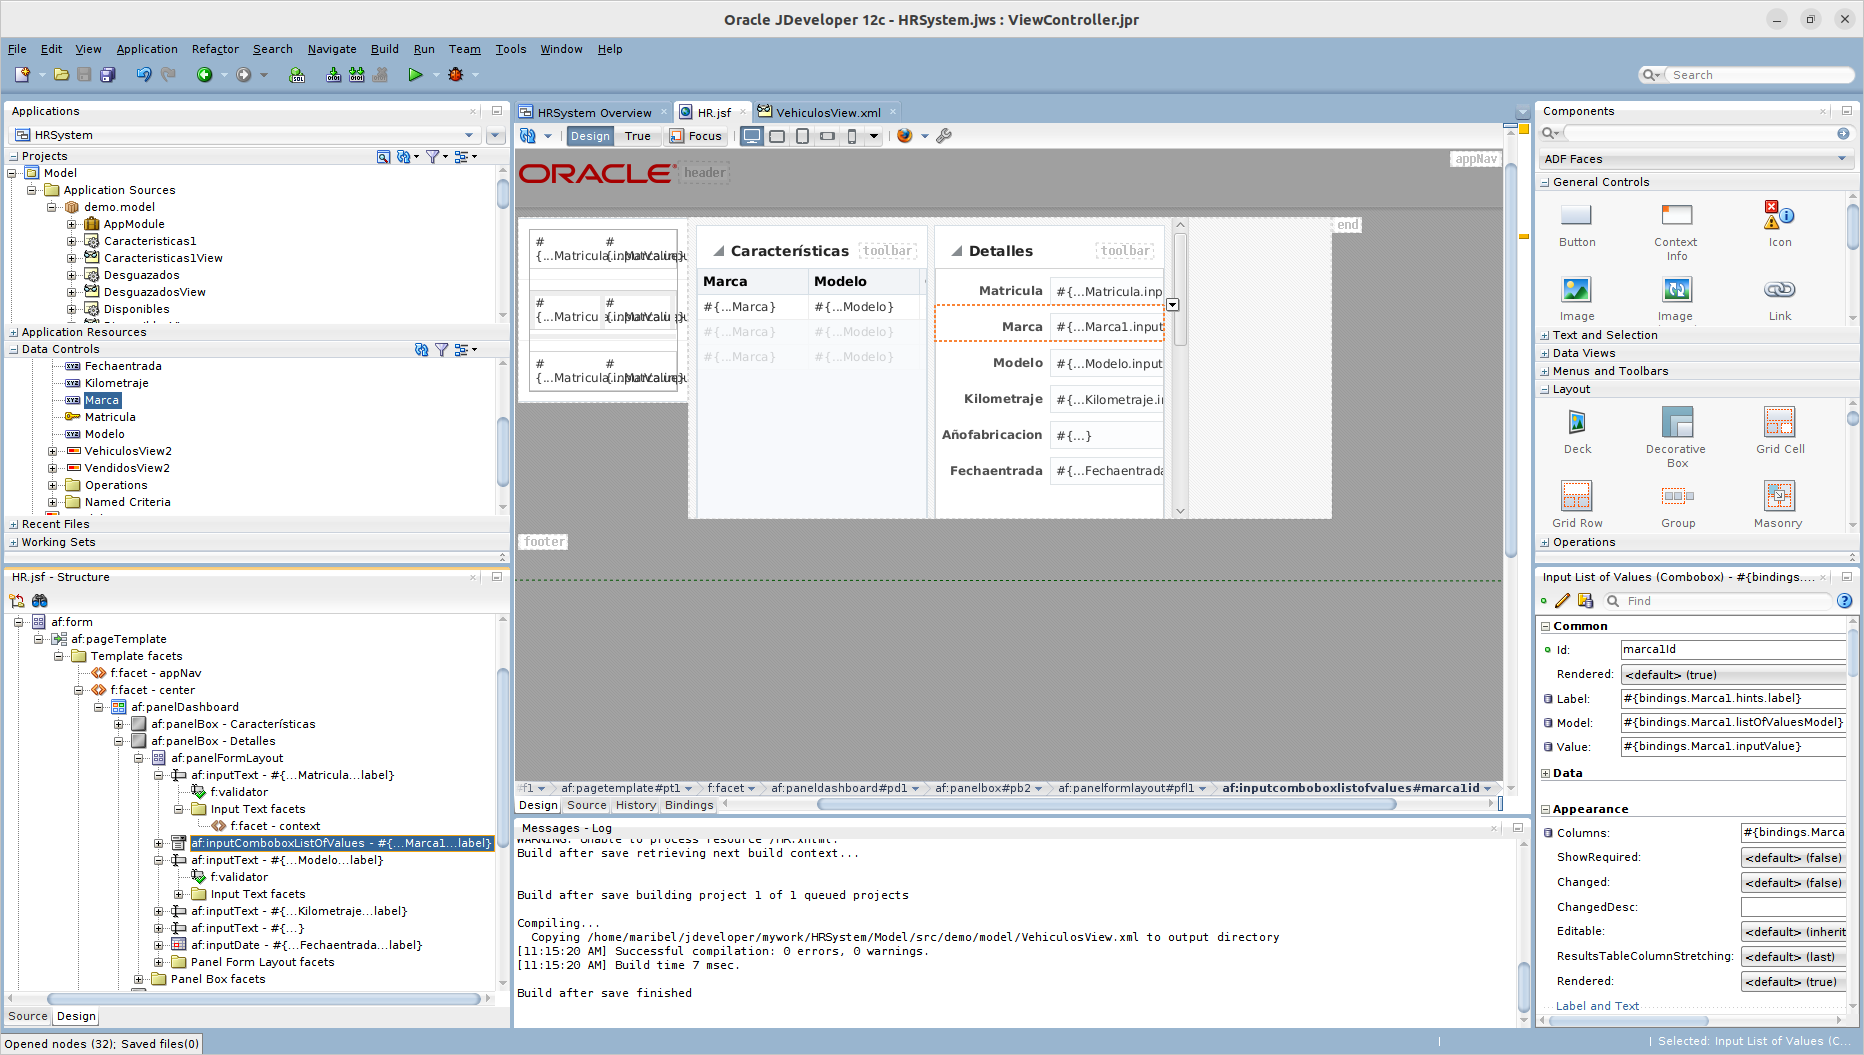 Oracle JDeveloper 12c - HRSystem.jws : ViewController.jpr
File Edit View Application Refactor Search Navigate Build Run Team Tools Window Help
Search
Applications
HRSystem
Projects
Model
Application Sources
demo.model
AppModule
Caracteristicas1
Caracteristicas1View
Desguazados
DesguazadosView
Disponibles
Application Resources
Data Controls
Fechaentrada
Kilometraje
Marca
Matricula
Modelo
VehiculosView2
VendidosView2
Operations
Named Criteria
Recent Files
Working Sets
HR.jsf - Structure
af:form
af:pageTemplate
Template facets
f:facet - appNav
f:facet - center
af:panelDashboard
af:panelBox - Características
af:panelBox - Detalles
af:panelFormLayout
af:inputText - #{...Matricula...label}
f:validator
Input Text facets
f:facet - context
af:inputComboboxListOfValues - #{...Marca1...label}
af:inputText - #{...Modelo...label}
f:validator
Input Text facets
af:inputText - #{...Kilometraje...label}
af:inputText - #{...}
af:inputDate - #{...Fechaentrada...label}
Panel Form Layout facets
Panel Box facets
Source Design
Opened nodes (32); Saved files(0)
HRSystem Overview
HR.jsf
VehiculosView.xml
Design True Focus
ORACLE header
appNav
end
Características toolbar
Marca Modelo
#{...Marca} #{...Modelo}
#{...Marca} #{...Modelo}
#{...Marca} #{...Modelo}
Detalles toolbar
Matricula #{...Matricula.inp
Marca #{...Marca1.input
Modelo #{...Modelo.input
Kilometraje #{...Kilometraje.i
Añofabricacion #{...}
Fechaentrada #{...Fechaentrada
footer
#f1 af:pagetemplate#pt1 f:facet af:paneldashboard#pd1 af:panelbox#pb2 af:panelformlayout#pfl1 af:inputcomboboxlistofvalues#marca1id
Design Source History Bindings
Messages - Log
WARNING: Unable to process resource /HR.xhtml.
Build after save retrieving next build context...
Build after save building project 1 of 1 queued projects
Compiling...
Copying /home/maribel/jdeveloper/mywork/HRSystem/Model/src/demo/model/VehiculosView.xml to output directory
[11:15:20 AM] Successful compilation: 0 errors, 0 warnings.
[11:15:20 AM] Build time 7 msec.
Build after save finished
Components
ADF Faces
General Controls
Button
Context Info
Icon
Image
Image
Link
Text and Selection
Data Views
Menus and Toolbars
Layout
Deck
Decorative Box
Grid Cell
Grid Row
Group
Masonry
Operations
Input List of Values (Combobox) - #{bindings....
Find
Common
Id: marca1Id
Rendered: <default> (true)
Label: #{bindings.Marca1.hints.label}
Model: #{bindings.Marca1.listOfValuesModel}
Value: #{bindings.Marca1.inputValue}
Data
Appearance
Columns: #{bindings.Marca
ShowRequired: <default> (false)
Changed: <default> (false)
ChangedDesc:
Editable: <default> (inherit
ResultsTableColumnStretching: <default> (last)
Rendered: <default> (true)
Label and Text
Selected: Input List of Values (C...